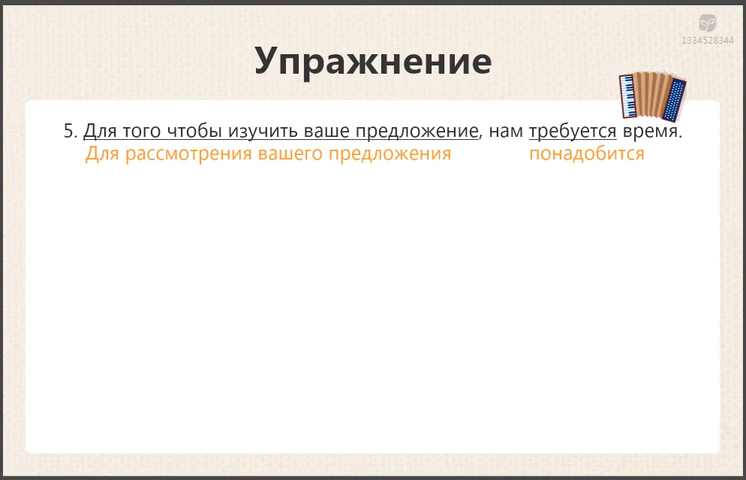 1334528344
Упражнение
5. Для того чтобы изучить ваше предложение, нам требуется время.
Для рассмотрения вашего предложения понадобится